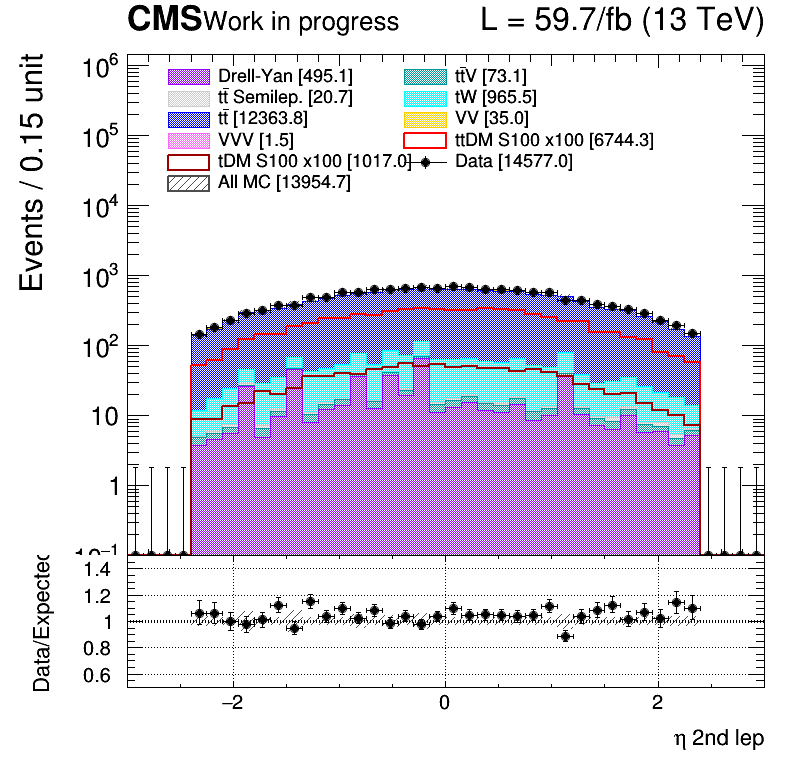 CMS Work in progress L = 59.7/fb (13 TeV)
Events / 0.15 unit
10⁶
10⁵
10⁴
10³
10²
10
1
10⁻¹
Drell-Yan [495.1] tt̄V [73.1]
tt̄ Semilep. [20.7] tW [965.5]
tt̄ [12363.8] VV [35.0]
VVV [1.5] ttDM S100 x100 [6744.3]
tDM S100 x100 [1017.0] Data [14577.0]
All MC [13954.7]
Data/Expected
1.4
1.2
1
0.8
0.6
−2 0 2
η 2nd lep